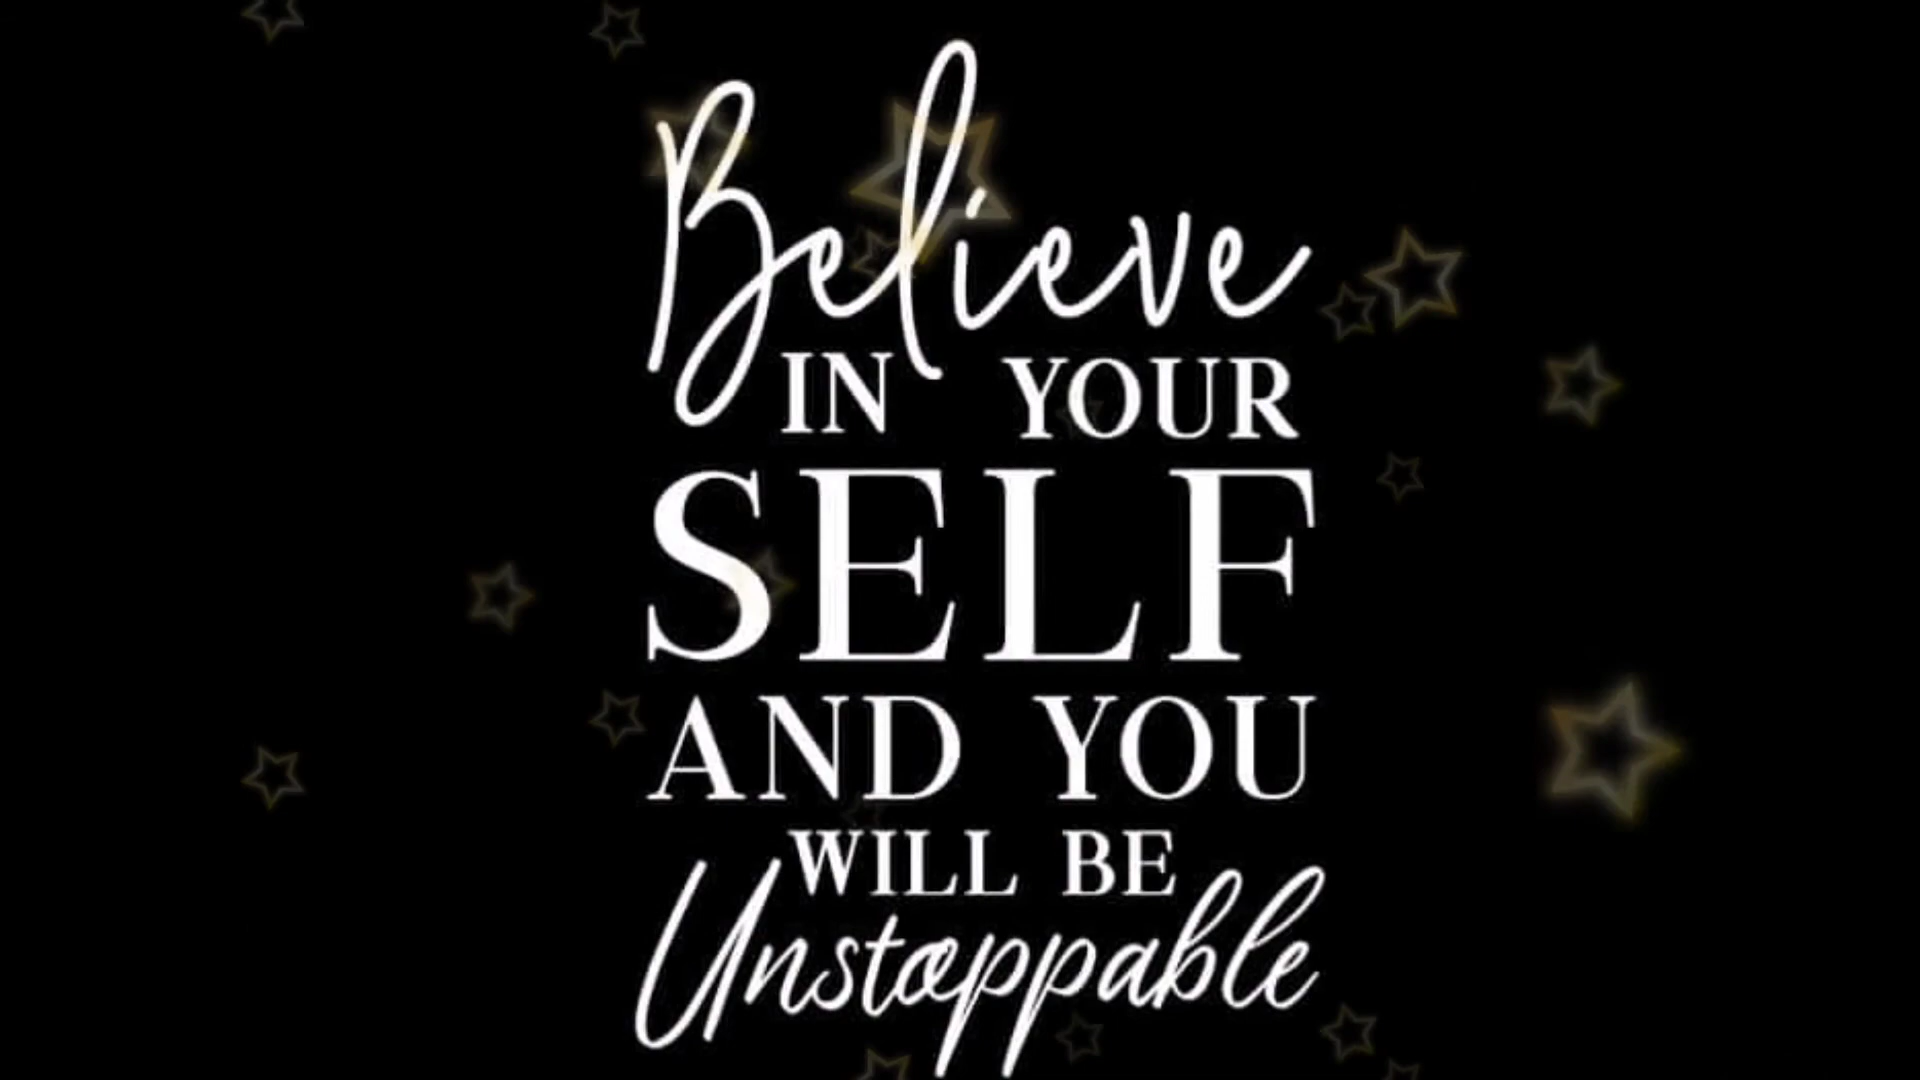 Believe
IN YOUR
SELF
AND YOU
WILL BE
Unstoppable